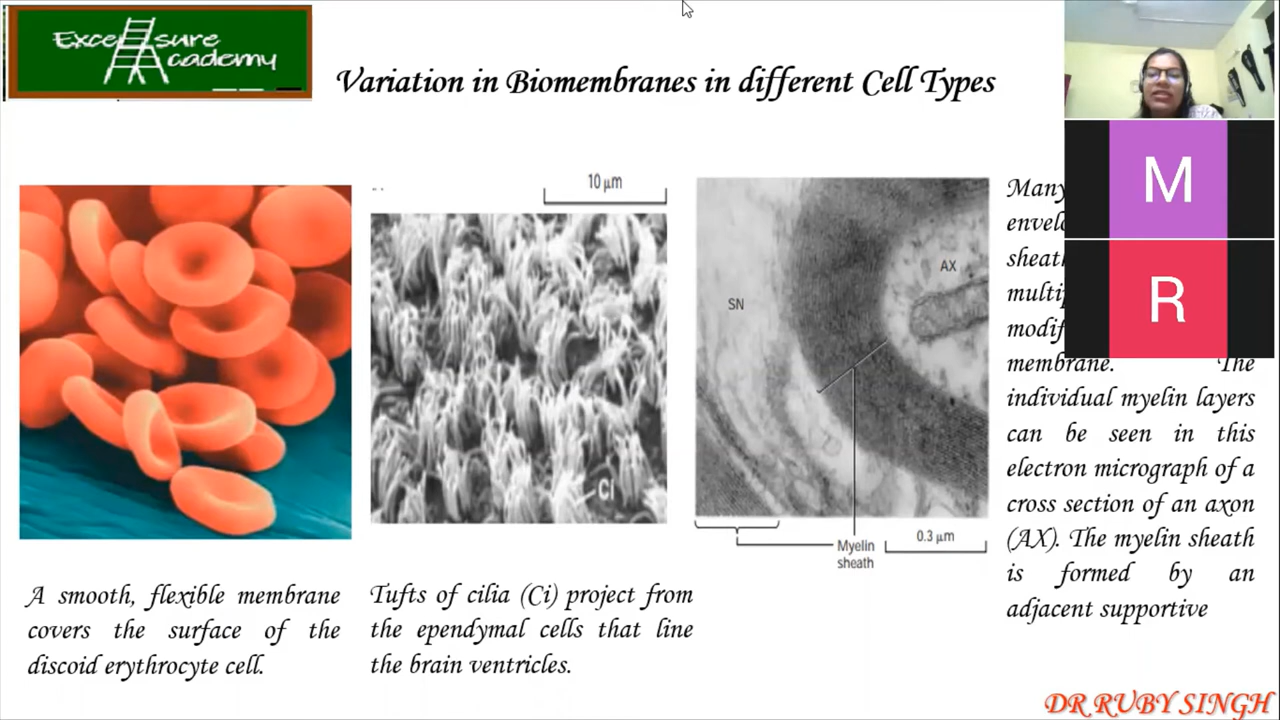 Excel sure
Academy
Variation in Biomembranes in different Cell Types
M
R
10 µm
Ci
SN
AX
Myelin
sheath
0.3 µm
A smooth, flexible membrane
covers the surface of the
discoid erythrocyte cell.
Tufts of cilia (Ci) project from
the ependymal cells that line
the brain ventricles.
Many
membrane. The
individual myelin layers
can be seen in this
electron micrograph of a
cross section of an axon
(AX). The myelin sheath
is formed by an
adjacent supportive
DR RUBY SINGH